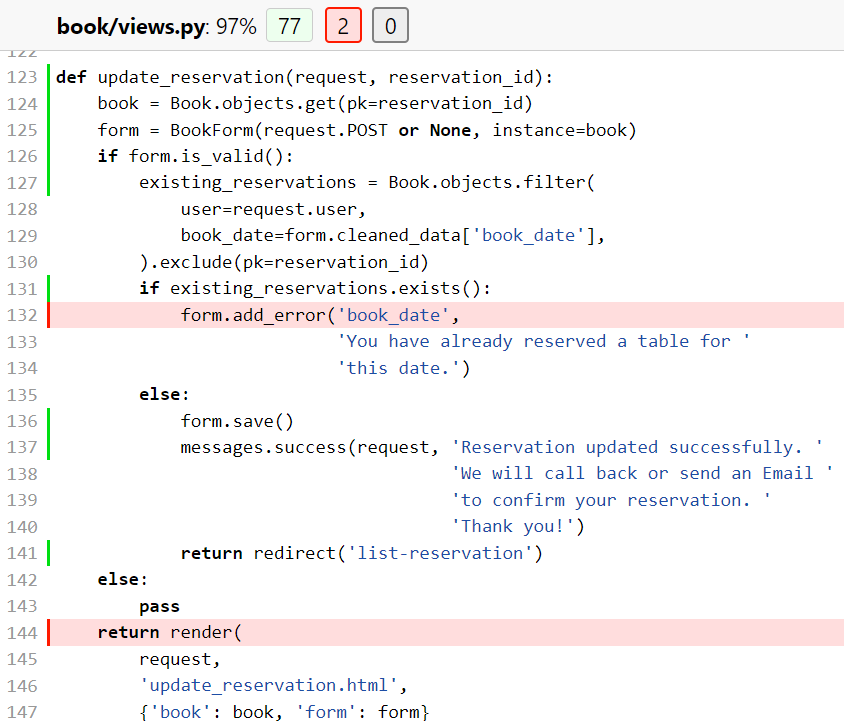 book/views.py: 97% 77 2 0
122
123 def update_reservation(request, reservation_id):
124 book = Book.objects.get(pk=reservation_id)
125 form = BookForm(request.POST or None, instance=book)
126 if form.is_valid():
127 existing_reservations = Book.objects.filter(
128 user=request.user,
129 book_date=form.cleaned_data['book_date'],
130 ).exclude(pk=reservation_id)
131 if existing_reservations.exists():
132 form.add_error('book_date',
133 'You have already reserved a table for '
134 'this date.')
135 else:
136 form.save()
137 messages.success(request, 'Reservation updated successfully. '
138 'We will call back or send an Email '
139 'to confirm your reservation. '
140 'Thank you!')
141 return redirect('list-reservation')
142 else:
143 pass
144 return render(
145 request,
146 'update_reservation.html',
147 {'book': book, 'form': form}